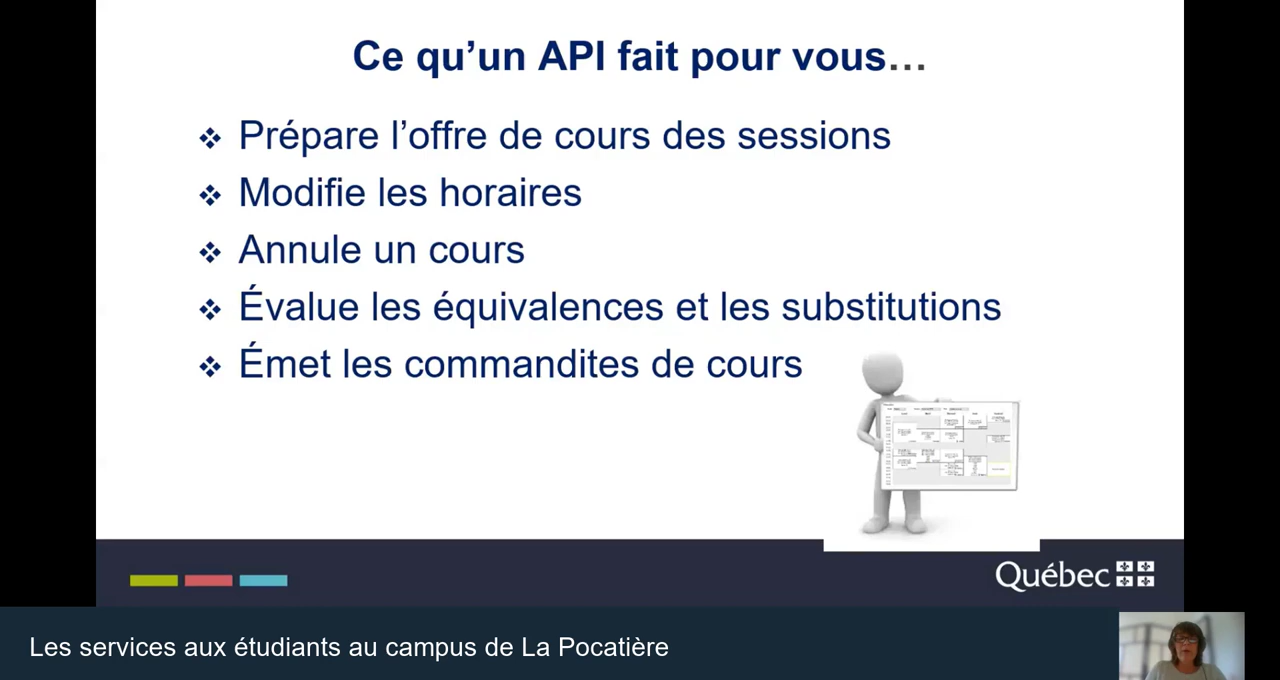 Ce qu’un API fait pour vous…
❖ Prépare l’offre de cours des sessions
❖ Modifie les horaires
❖ Annule un cours
❖ Évalue les équivalences et les substitutions
❖ Émet les commandites de cours
Québec
Les services aux étudiants au campus de La Pocatière